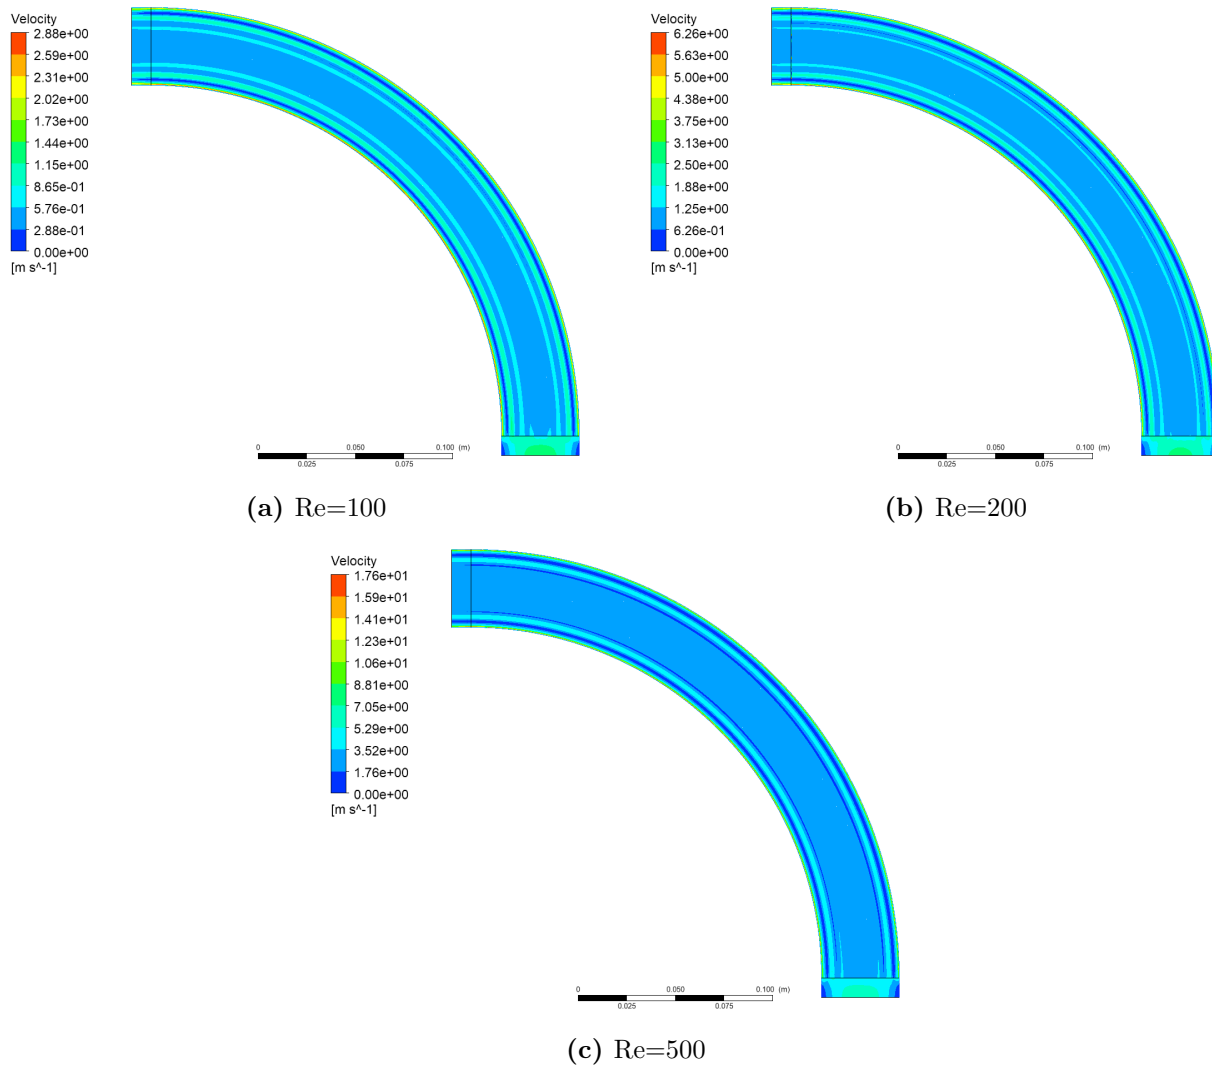 Velocity
2.88e+00
2.59e+00
2.31e+00
2.02e+00
1.73e+00
1.44e+00
1.15e+00
8.65e-01
5.76e-01
2.88e-01
0.00e+00
[m s^-1]
0 0.050 0.100 (m)
0.025 0.075
(a) Re=100
Velocity
6.26e+00
5.63e+00
5.00e+00
4.38e+00
3.75e+00
3.13e+00
2.50e+00
1.88e+00
1.25e+00
6.26e-01
0.00e+00
[m s^-1]
0 0.050 0.100 (m)
0.025 0.075
(b) Re=200
Velocity
1.76e+01
1.59e+01
1.41e+01
1.23e+01
1.06e+01
8.81e+00
7.05e+00
5.29e+00
3.52e+00
1.76e+00
0.00e+00
[m s^-1]
0 0.050 0.100 (m)
0.025 0.075
(c) Re=500